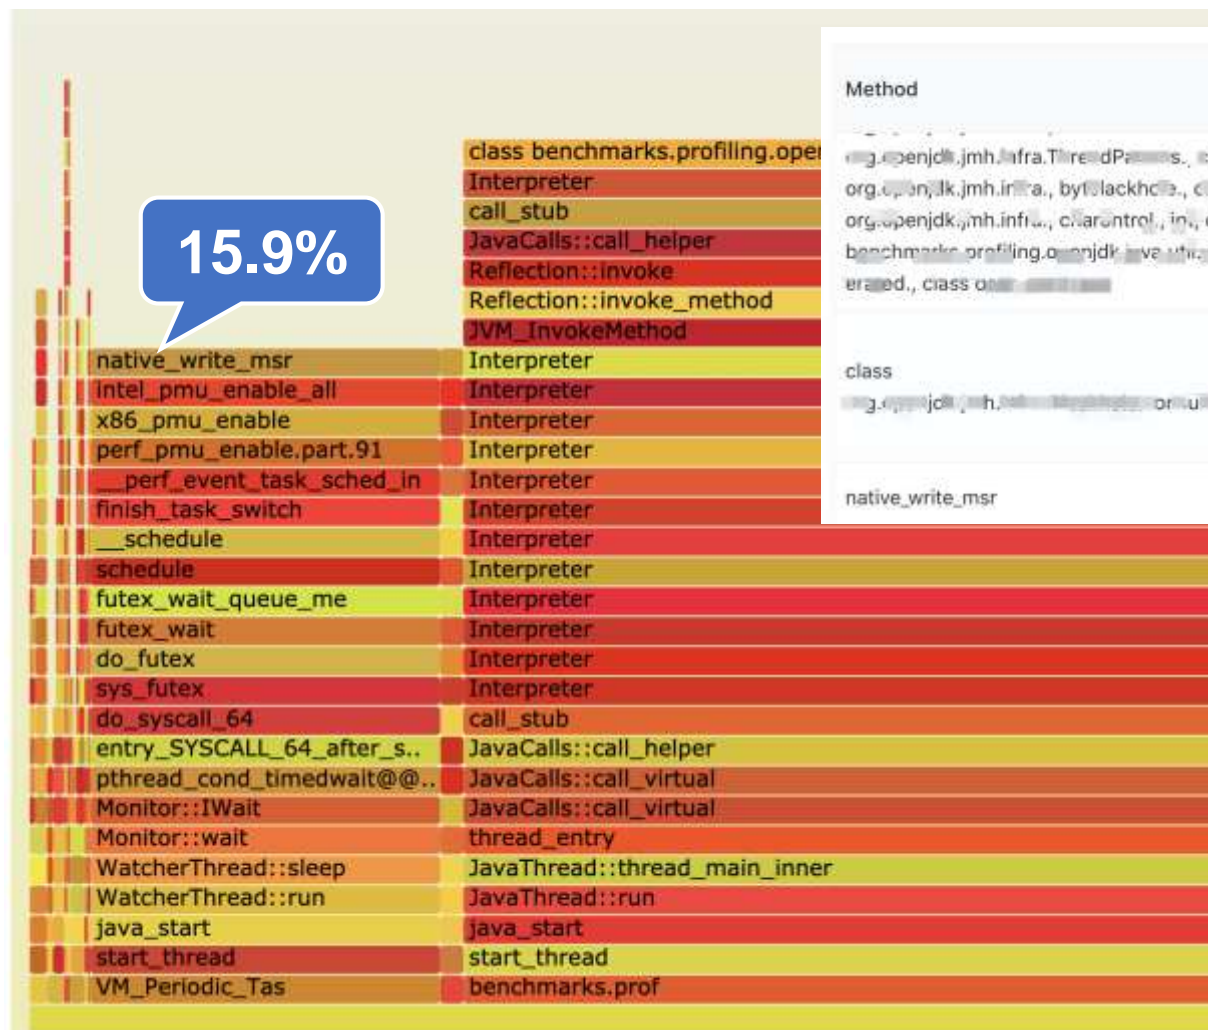 15.9%
native_write_msr
intel_pmu_enable_all
x86_pmu_enable
perf_pmu_enable.part.91
__perf_event_task_sched_in
finish_task_switch
__schedule
schedule
futex_wait_queue_me
futex_wait
do_futex
sys_futex
do_syscall_64
entry_SYSCALL_64_after_s..
pthread_cond_timedwait@@..
Monitor::IWait
Monitor::wait
WatcherThread::sleep
WatcherThread::run
java_start
start_thread
VM_Periodic_Tas
class benchmarks.profiling.oper
Interpreter
call_stub
JavaCalls::call_helper
Reflection::invoke
Reflection::invoke_method
JVM_InvokeMethod
Interpreter
Interpreter
Interpreter
Interpreter
Interpreter
Interpreter
Interpreter
Interpreter
Interpreter
Interpreter
Interpreter
Interpreter
call_stub
JavaCalls::call_helper
JavaCalls::call_virtual
JavaCalls::call_virtual
thread_entry
JavaThread::thread_main_inner
JavaThread::run
java_start
start_thread
benchmarks.prof
Method
class
native_write_msr